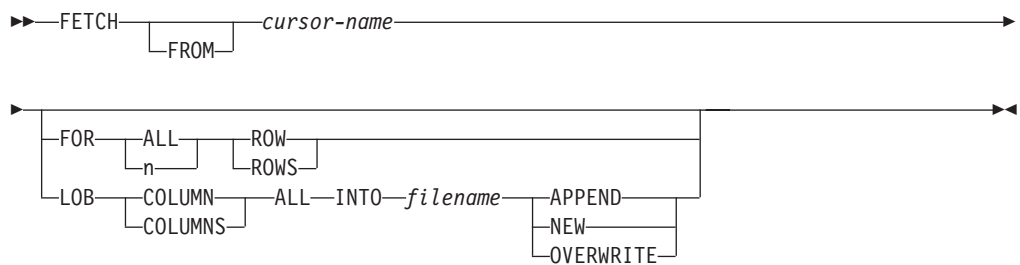 FETCH cursor-name
FROM
FOR ALL ROW
n ROWS
LOB COLUMN ALL INTO filename APPEND
COLUMNS NEW
OVERWRITE